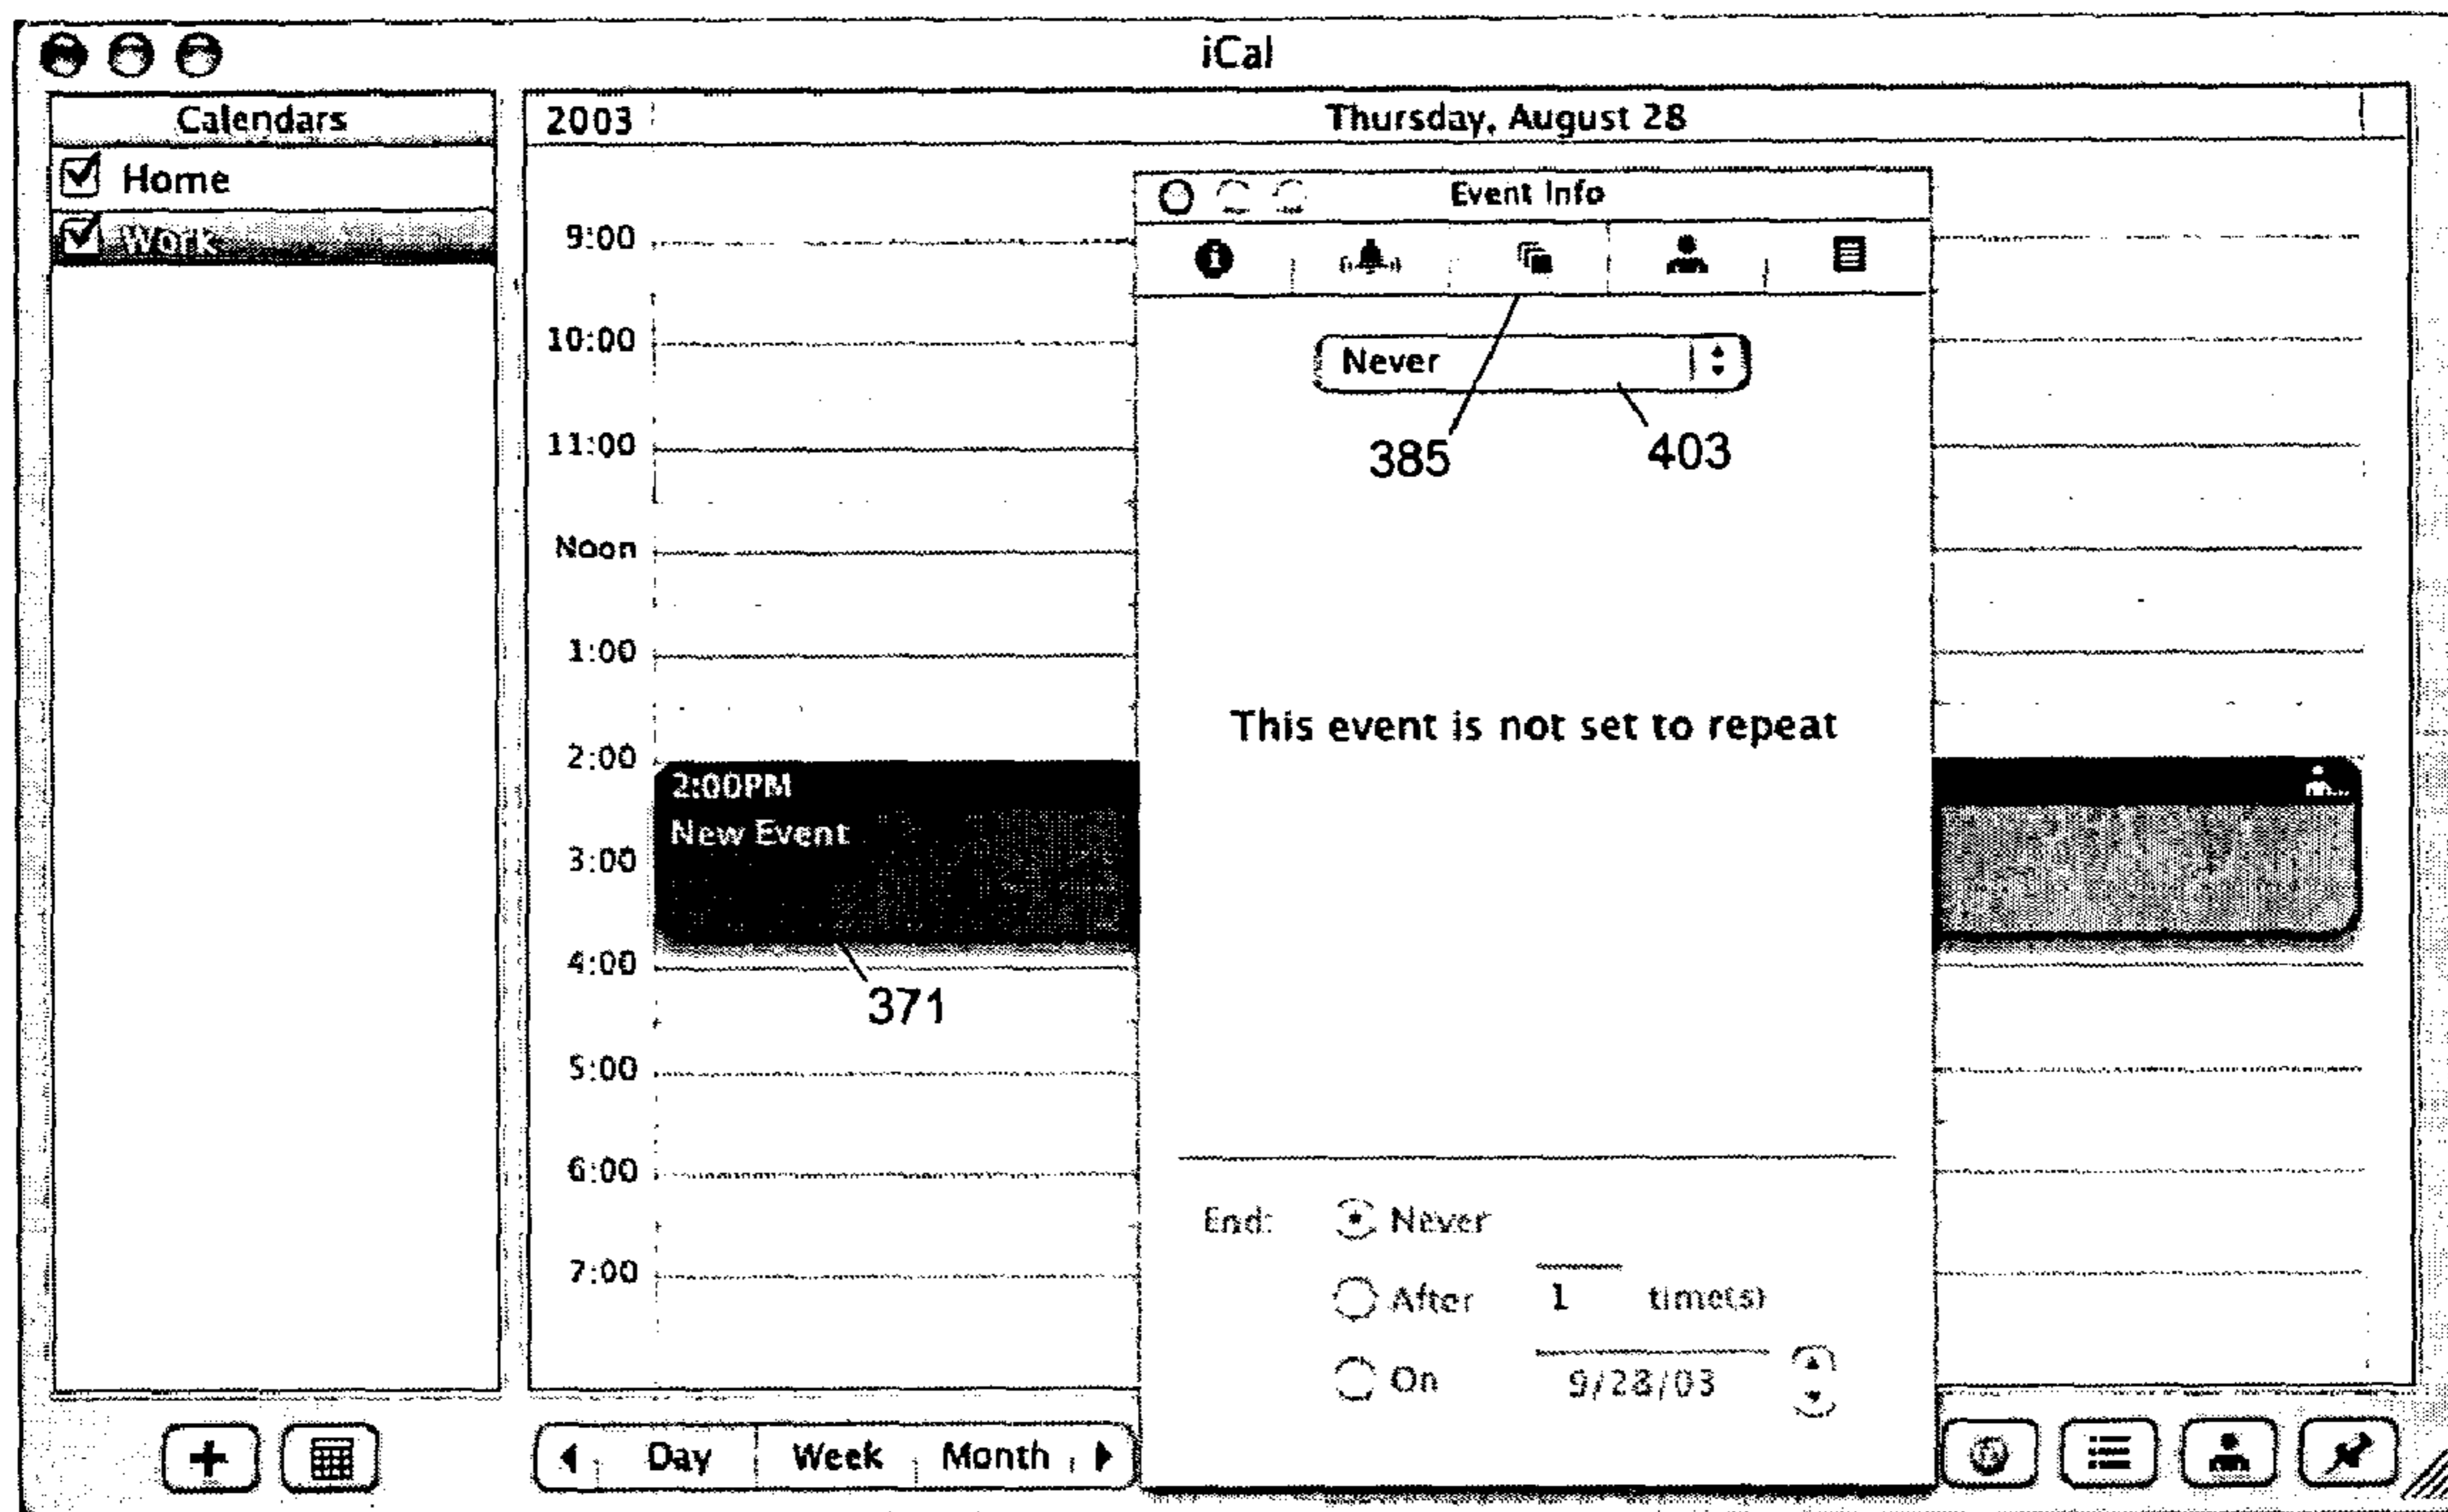 iCal
Calendars
Home
Work
2003
Thursday, August 28
9:00
10:00
11:00
Noon
1:00
2:00
3:00
4:00
5:00
6:00
7:00
2:00PM
New Event
371
Event Info
Never
385
403
This event is not set to repeat
End: Never
After 1 time(s)
On 9/28/03
Day Week Month